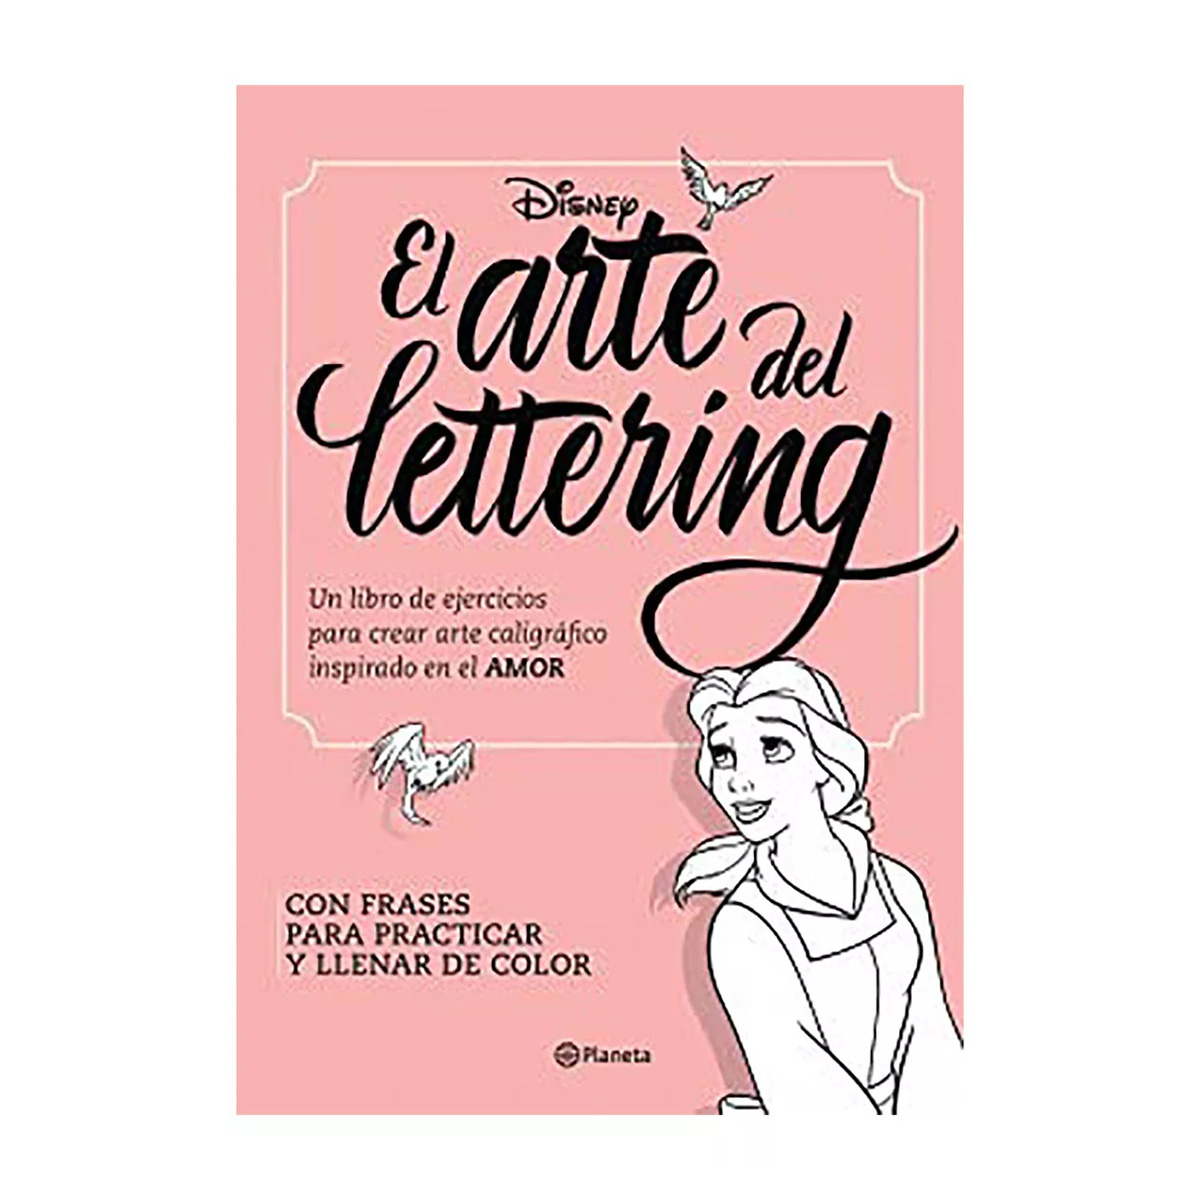 Disney
El arte
del
lettering
Un libro de ejercicios
para crear arte caligráfico
inspirado en el AMOR
CON FRASES
PARA PRACTICAR
Y LLENAR DE COLOR
Planeta